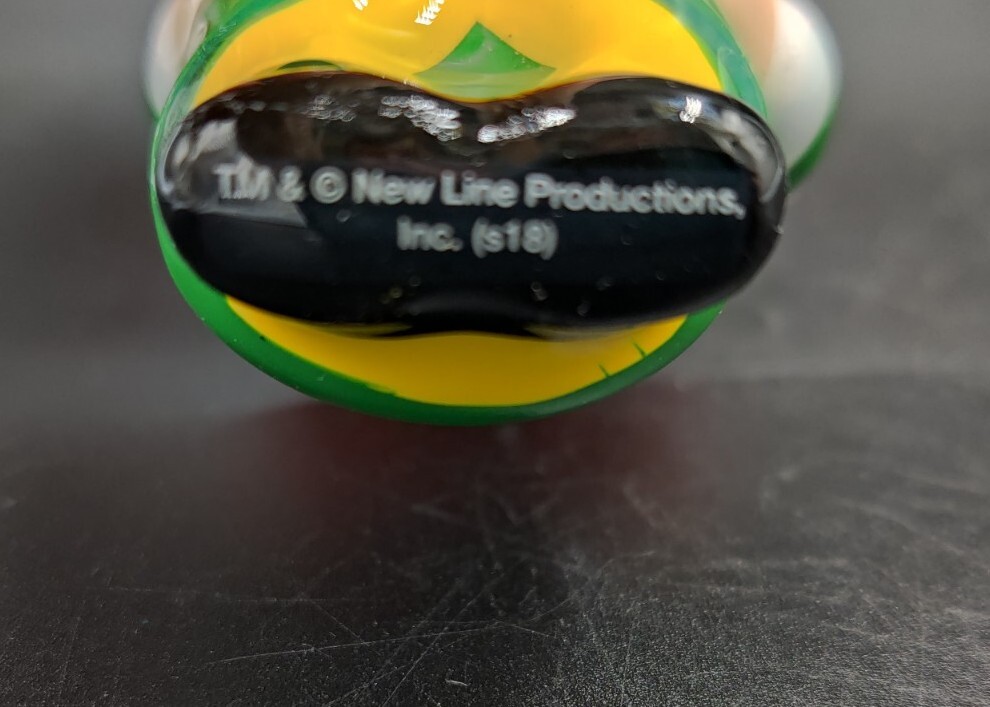 TM & © New Line Productions,
Inc. (s18)